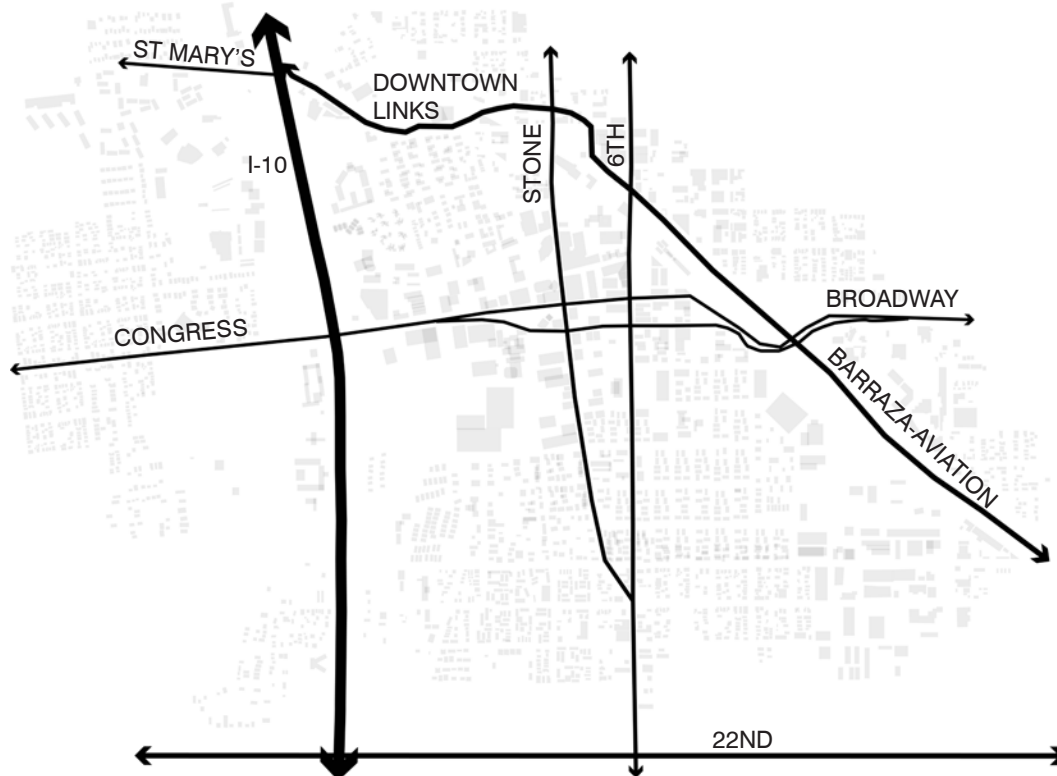 ST MARY'S
DOWNTOWN
LINKS
STONE
6TH
I-10
BROADWAY
CONGRESS
BARRAZA-AVIATION
22ND